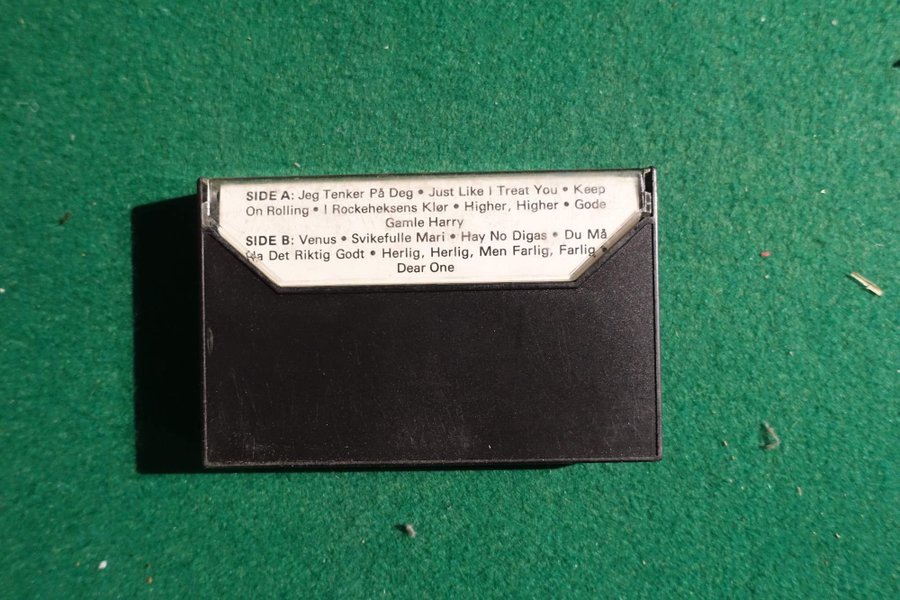 SIDE A: Jeg Tenker På Deg • Just Like I Treat You • Keep
On Rolling • I Rockeheksens Klør • Higher, Higher • Gode
Gamle Harry
SIDE B: Venus • Svikefulle Mari • Hay No Digas • Du Må
Ha Det Riktig Godt • Herlig, Herlig, Men Farlig, Farlig •
Dear One